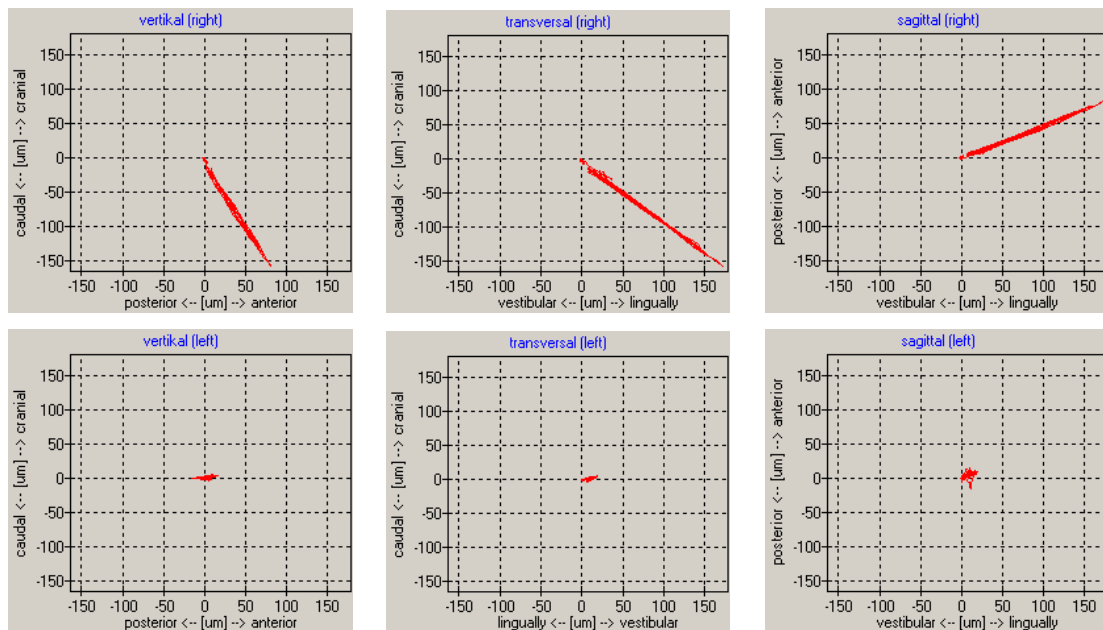 vertikal (right)
transversal (right)
sagittal (right)
caudal <-- [um] --> cranial
150
100
50
0
-50
-100
-150
-150 -100 -50 0 50 100 150
posterior <-- [um] --> anterior
caudal <-- [um] --> cranial
150
100
50
0
-50
-100
-150
-150 -100 -50 0 50 100 150
vestibular <-- [um] --> lingually
posterior <-- [um] --> anterior
150
100
50
0
-50
-100
-150
-150 -100 -50 0 50 100 150
vestibular <-- [um] --> lingually
vertikal (left)
transversal (left)
sagittal (left)
caudal <-- [um] --> cranial
150
100
50
0
-50
-100
-150
-150 -100 -50 0 50 100 150
posterior <-- [um] --> anterior
caudal <-- [um] --> cranial
150
100
50
0
-50
-100
-150
-150 -100 -50 0 50 100 150
lingually <-- [um] --> vestibular
posterior <-- [um] --> anterior
150
100
50
0
-50
-100
-150
-150 -100 -50 0 50 100 150
vestibular <-- [um] --> lingually